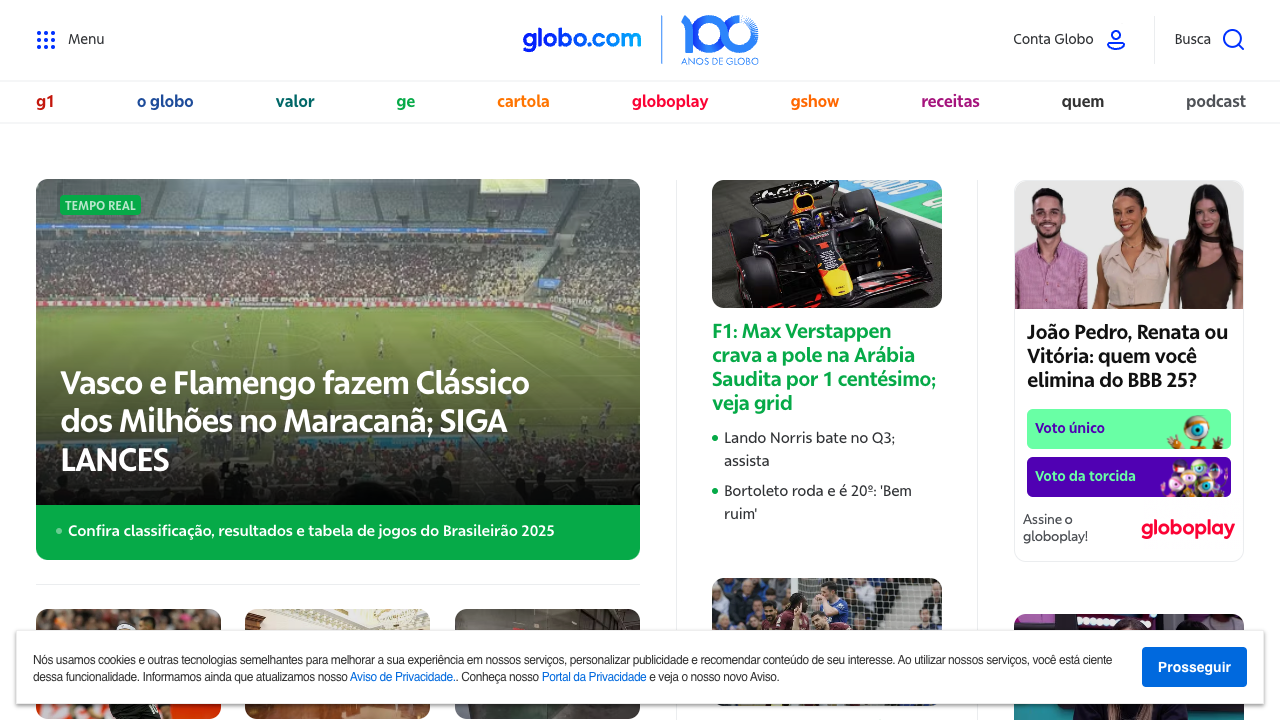 Menu
globo.com
100
ANOS DE GLOBO
Conta Globo
Busca
g1
o globo
valor
ge
cartola
globoplay
gshow
receitas
quem
podcast
TEMPO REAL
Vasco e Flamengo fazem Clássico
dos Milhões no Maracanã; SIGA
LANCES
Confira classificação, resultados e tabela de jogos do Brasileirão 2025
F1: Max Verstappen
crava a pole na Arábia
Saudita por 1 centésimo;
veja grid
Lando Norris bate no Q3;
assista
Bortoleto roda e é 20º: 'Bem
ruim'
João Pedro, Renata ou
Vitória: quem você
elimina do BBB 25?
Voto único
Voto da torcida
Assine o
globoplay!
globoplay
Nós usamos cookies e outras tecnologias semelhantes para melhorar a sua experiência em nossos serviços, personalizar publicidade e recomendar conteúdo de seu interesse. Ao utilizar nossos serviços, você está ciente
dessa funcionalidade. Informamos ainda que atualizamos nosso Aviso de Privacidade.. Conheça nosso Portal da Privacidade e veja o nosso novo Aviso.
Prosseguir